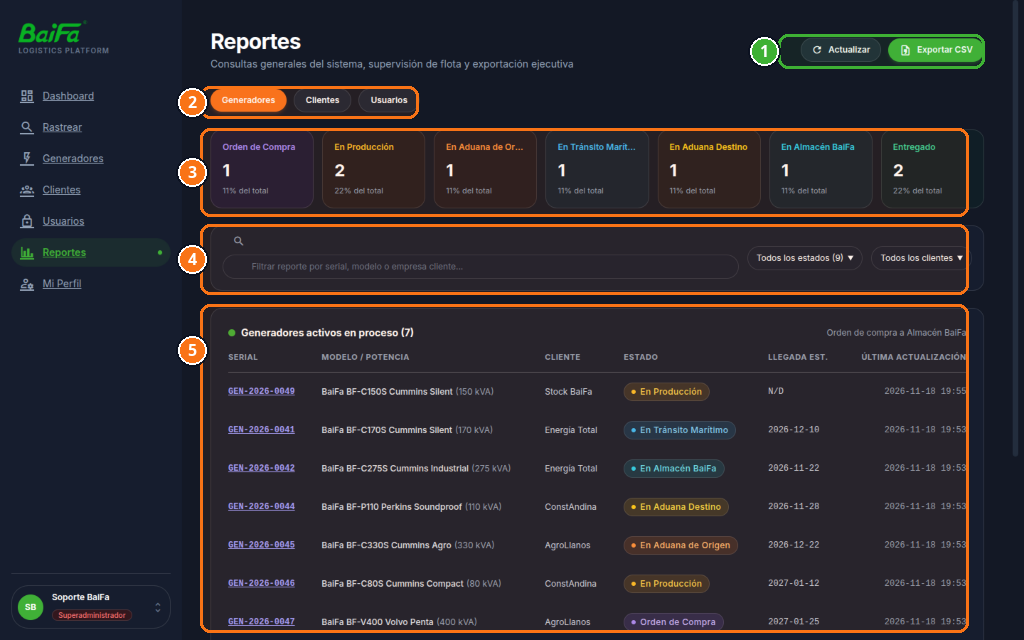 BaiFa
LOGISTICS PLATFORM
Dashboard
Rastrear
Generadores
Clientes
Usuarios
Reportes
Mi Perfil
SB
Soporte BaiFa
Superadministrador
Reportes
Consultas generales del sistema, supervisión de flota y exportación ejecutiva
1
Actualizar
Exportar CSV
2
Generadores
Clientes
Usuarios
3
Orden de Compra
1
11% del total
En Producción
2
22% del total
En Aduana de Or...
1
11% del total
En Tránsito Marít...
1
11% del total
En Aduana Destino
1
11% del total
En Almacén BaiFa
1
11% del total
Entregado
2
22% del total
4
Filtrar reporte por serial, modelo o empresa cliente...
Todos los estados (9) ▼
Todos los clientes ▼
5
Generadores activos en proceso (7)
Orden de compra a Almacén BaiFa
SERIAL MODELO / POTENCIA CLIENTE ESTADO LLEGADA EST. ÚLTIMA ACTUALIZACIÓN
GEN-2026-0049 BaiFa BF-C150S Cummins Silent (150 kVA) Stock BaiFa En Producción N/D 2026-11-18 19:55
GEN-2026-0041 BaiFa BF-C170S Cummins Silent (170 kVA) Energía Total En Tránsito Marítimo 2026-12-10 2026-11-18 19:53
GEN-2026-0042 BaiFa BF-C275S Cummins Industrial (275 kVA) Energía Total En Almacén BaiFa 2026-11-22 2026-11-18 19:53
GEN-2026-0044 BaiFa BF-P110 Perkins Soundproof (110 kVA) ConstAndina En Aduana Destino 2026-11-28 2026-11-18 19:53
GEN-2026-0045 BaiFa BF-C330S Cummins Agro (330 kVA) AgroLlanos En Aduana de Origen 2026-12-22 2026-11-18 19:53
GEN-2026-0046 BaiFa BF-C80S Cummins Compact (80 kVA) ConstAndina En Producción 2027-01-12 2026-11-18 19:53
GEN-2026-0047 BaiFa BF-V400 Volvo Penta (400 kVA) AgroLlanos Orden de Compra 2027-01-25 2026-11-18 19:53